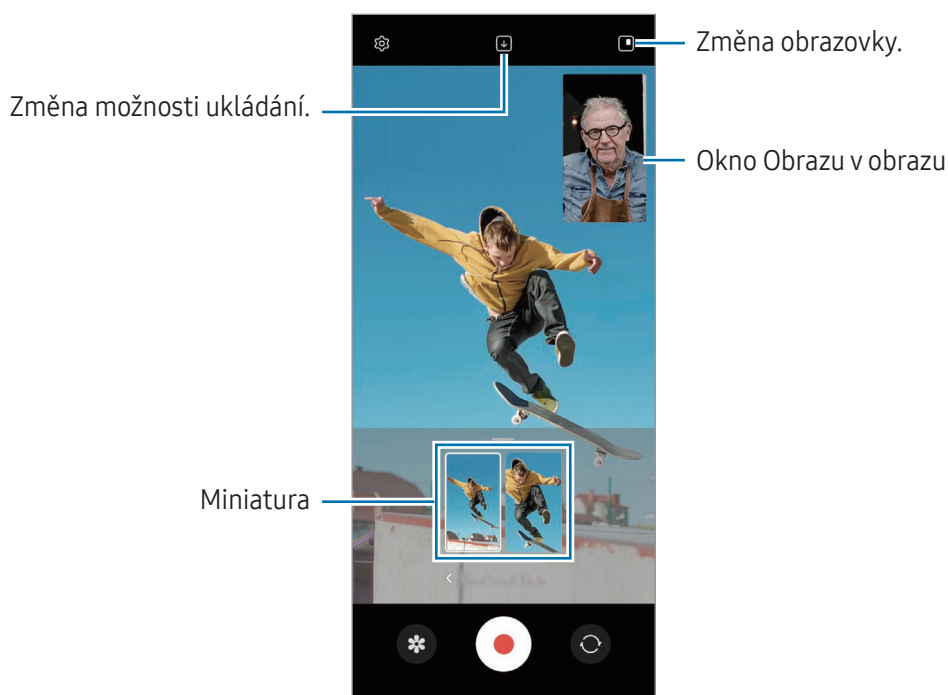 Změna obrazovky.
Změna možnosti ukládání.
Okno Obrazu v obrazu
Miniatura